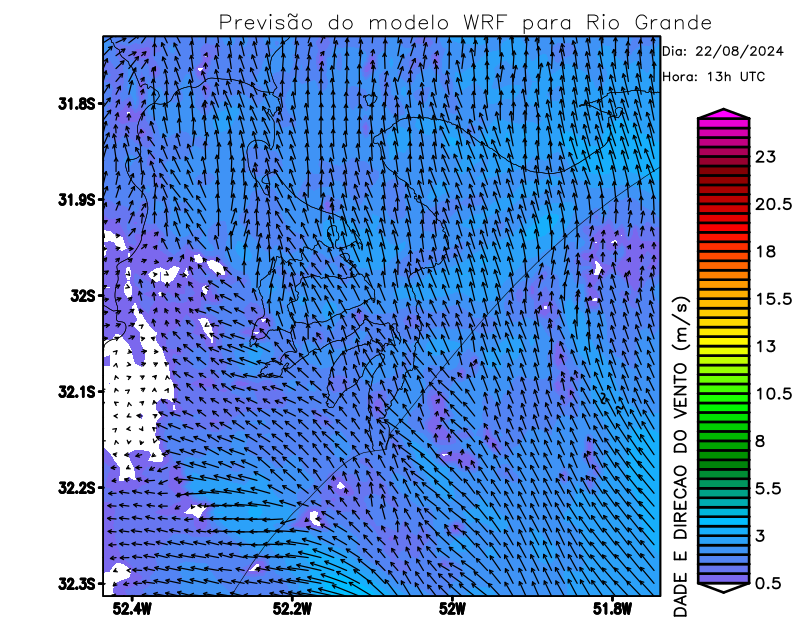 Previsão do modelo WRF para Rio Grande
Dia: 22/08/2024
Hora: 13h UTC
31.8S
31.9S
32S
32.1S
32.2S
32.3S
52.4W
52.2W
52W
51.8W
23
20.5
18
15.5
13
10.5
8
5.5
3
0.5
DADE E DIRECAO DO VENTO (m/s)